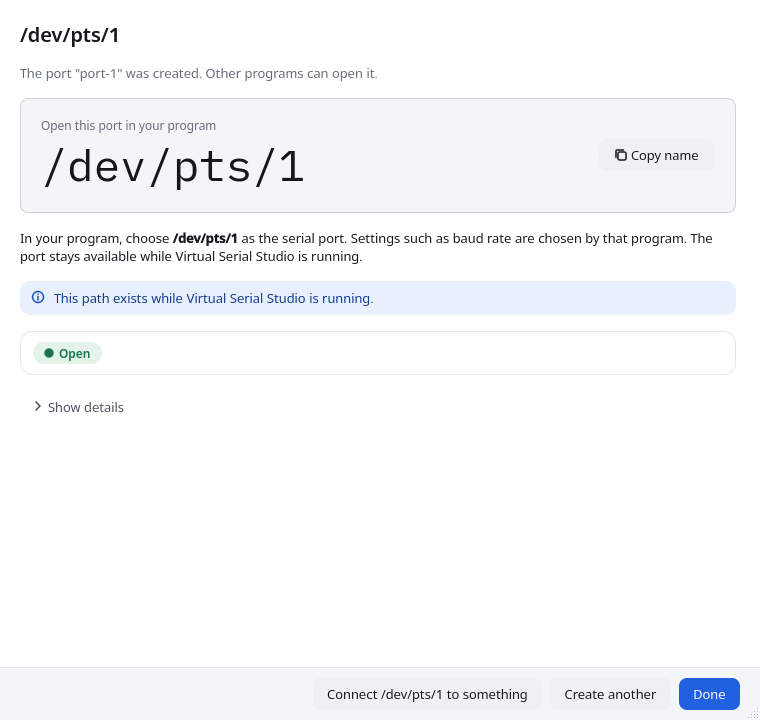 /dev/pts/1
The port "port-1" was created. Other programs can open it.
Open this port in your program
/dev/pts/1
Copy name
In your program, choose /dev/pts/1 as the serial port. Settings such as baud rate are chosen by that program. The
port stays available while Virtual Serial Studio is running.
This path exists while Virtual Serial Studio is running.
Open
Show details
Connect /dev/pts/1 to something
Create another
Done